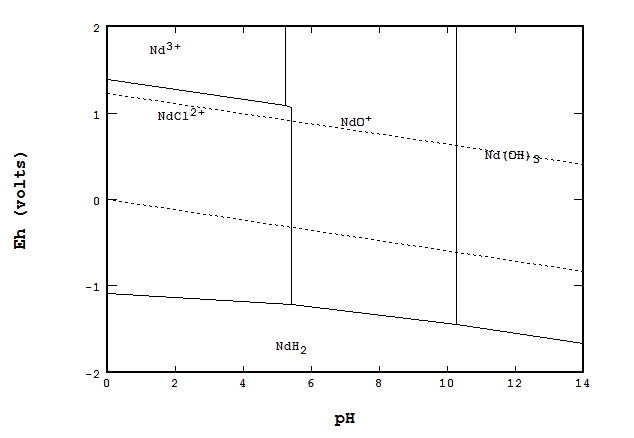 2
Nd3+
1
NdCl2+
NdO+
Nd(OH)3
0
Eh (volts)
-1
NdH2
-2
0 2 4 6 8 10 12 14
pH